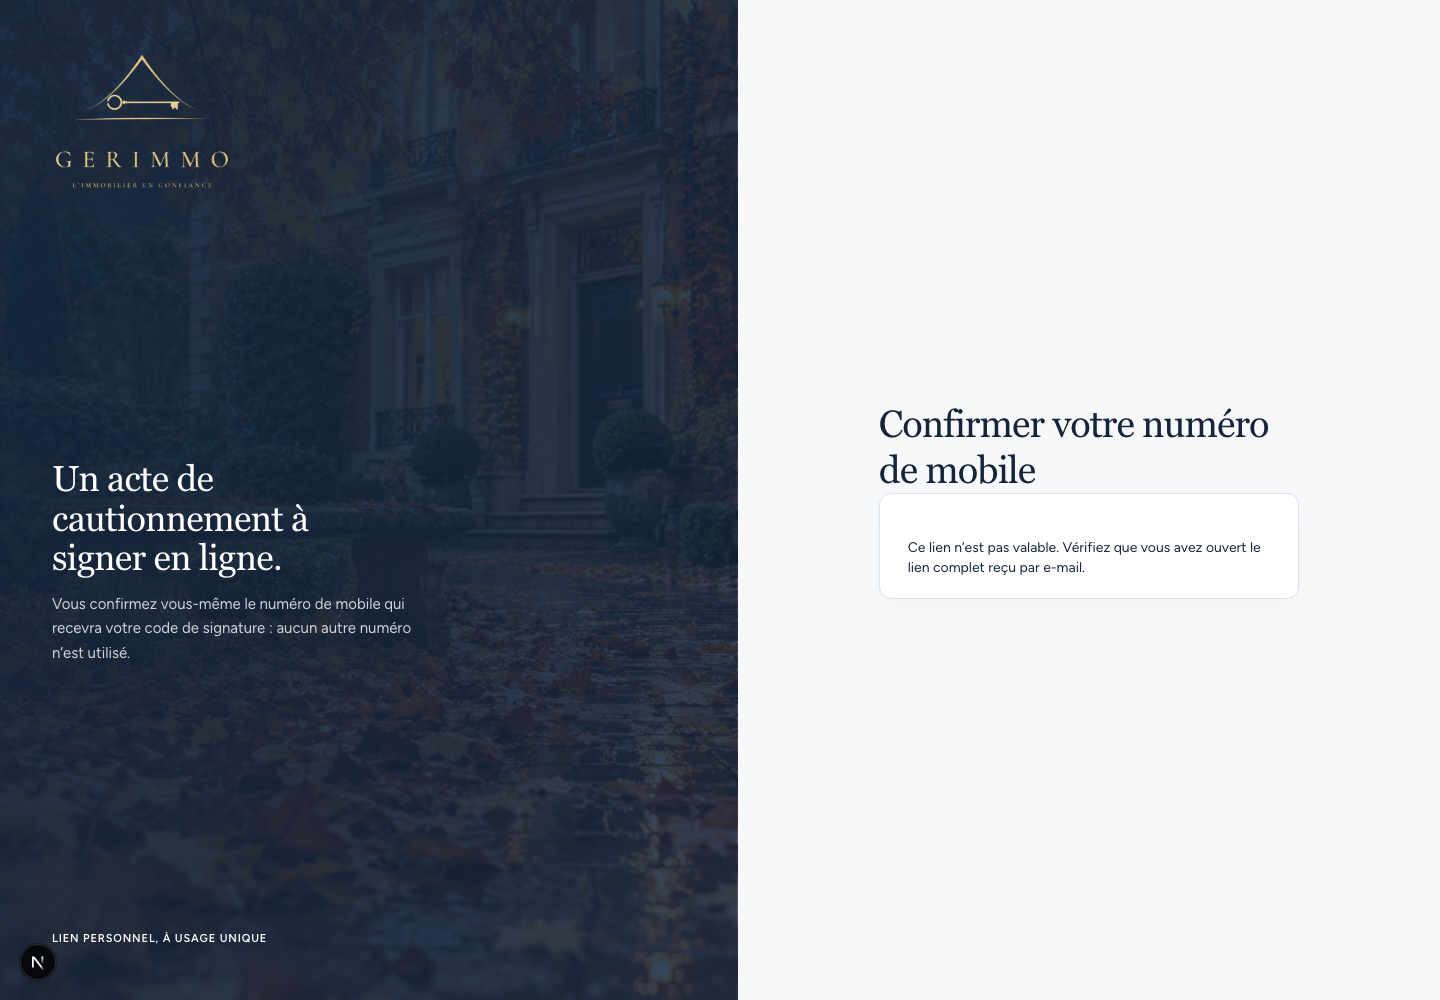 GERIMMO
L'IMMOBILIER EN CONFIANCE
Un acte de
cautionnement à
signer en ligne.
Vous confirmez vous-même le numéro de mobile qui
recevra votre code de signature : aucun autre numéro
n’est utilisé.
LIEN PERSONNEL, À USAGE UNIQUE
N
Confirmer votre numéro
de mobile
Ce lien n’est pas valable. Vérifiez que vous avez ouvert le
lien complet reçu par e-mail.